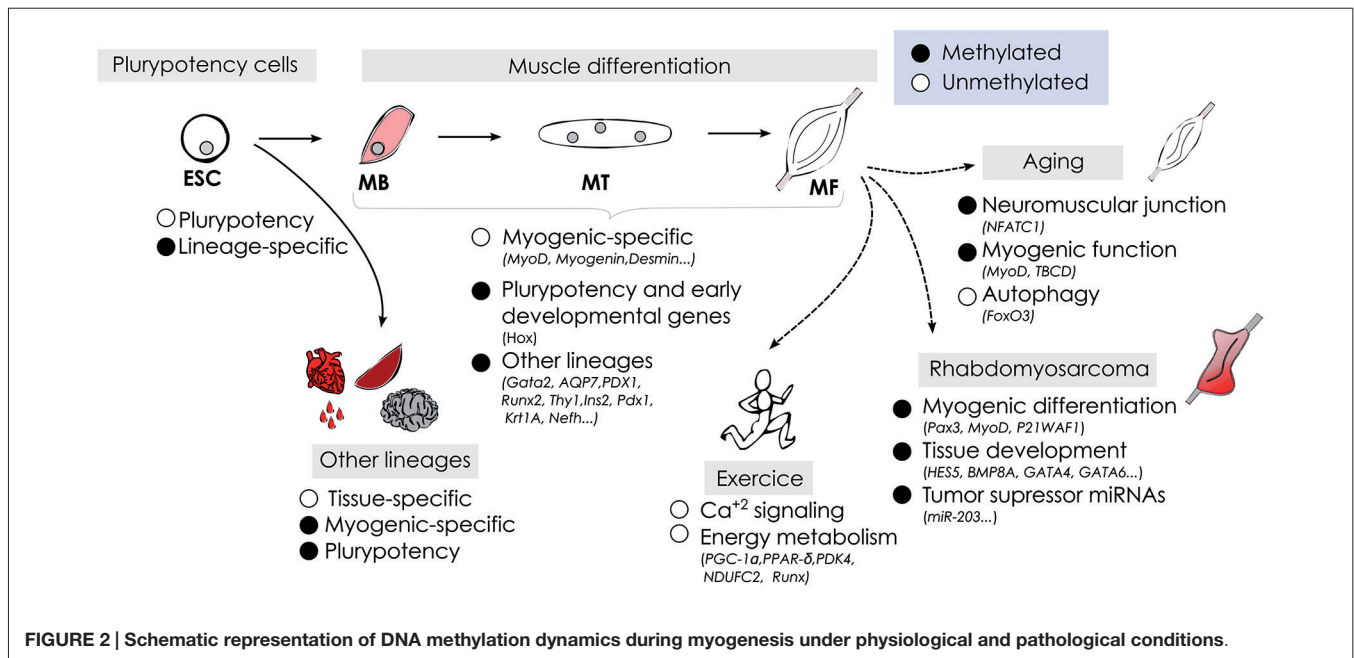 Plurypotency cells
Muscle differentiation
Methylated
Unmethylated
ESC
MB
MT
MF
Plurypotency
Lineage-specific
Myogenic-specific
(MyoD, Myogenin,Desmin...)
Plurypotency and early
developmental genes
(Hox)
Other lineages
(Gata2, AQP7,PDX1,
Runx2, Thy1,Ins2, Pdx1,
Krt1A, Nefh...)
Other lineages
Tissue-specific
Myogenic-specific
Plurypotency
Exercice
Ca+2 signaling
Energy metabolism
(PGC-1α,PPAR-δ,PDK4,
NDUFC2, Runx)
Aging
Neuromuscular junction
(NFATC1)
Myogenic function
(MyoD, TBCD)
Autophagy
(FoxO3)
Rhabdomyosarcoma
Myogenic differentiation
(Pax3, MyoD, P21WAF1)
Tissue development
(HES5, BMP8A, GATA4, GATA6...)
Tumor supressor miRNAs
(miR-203...)
FIGURE 2 | Schematic representation of DNA methylation dynamics during myogenesis under physiological and pathological conditions.